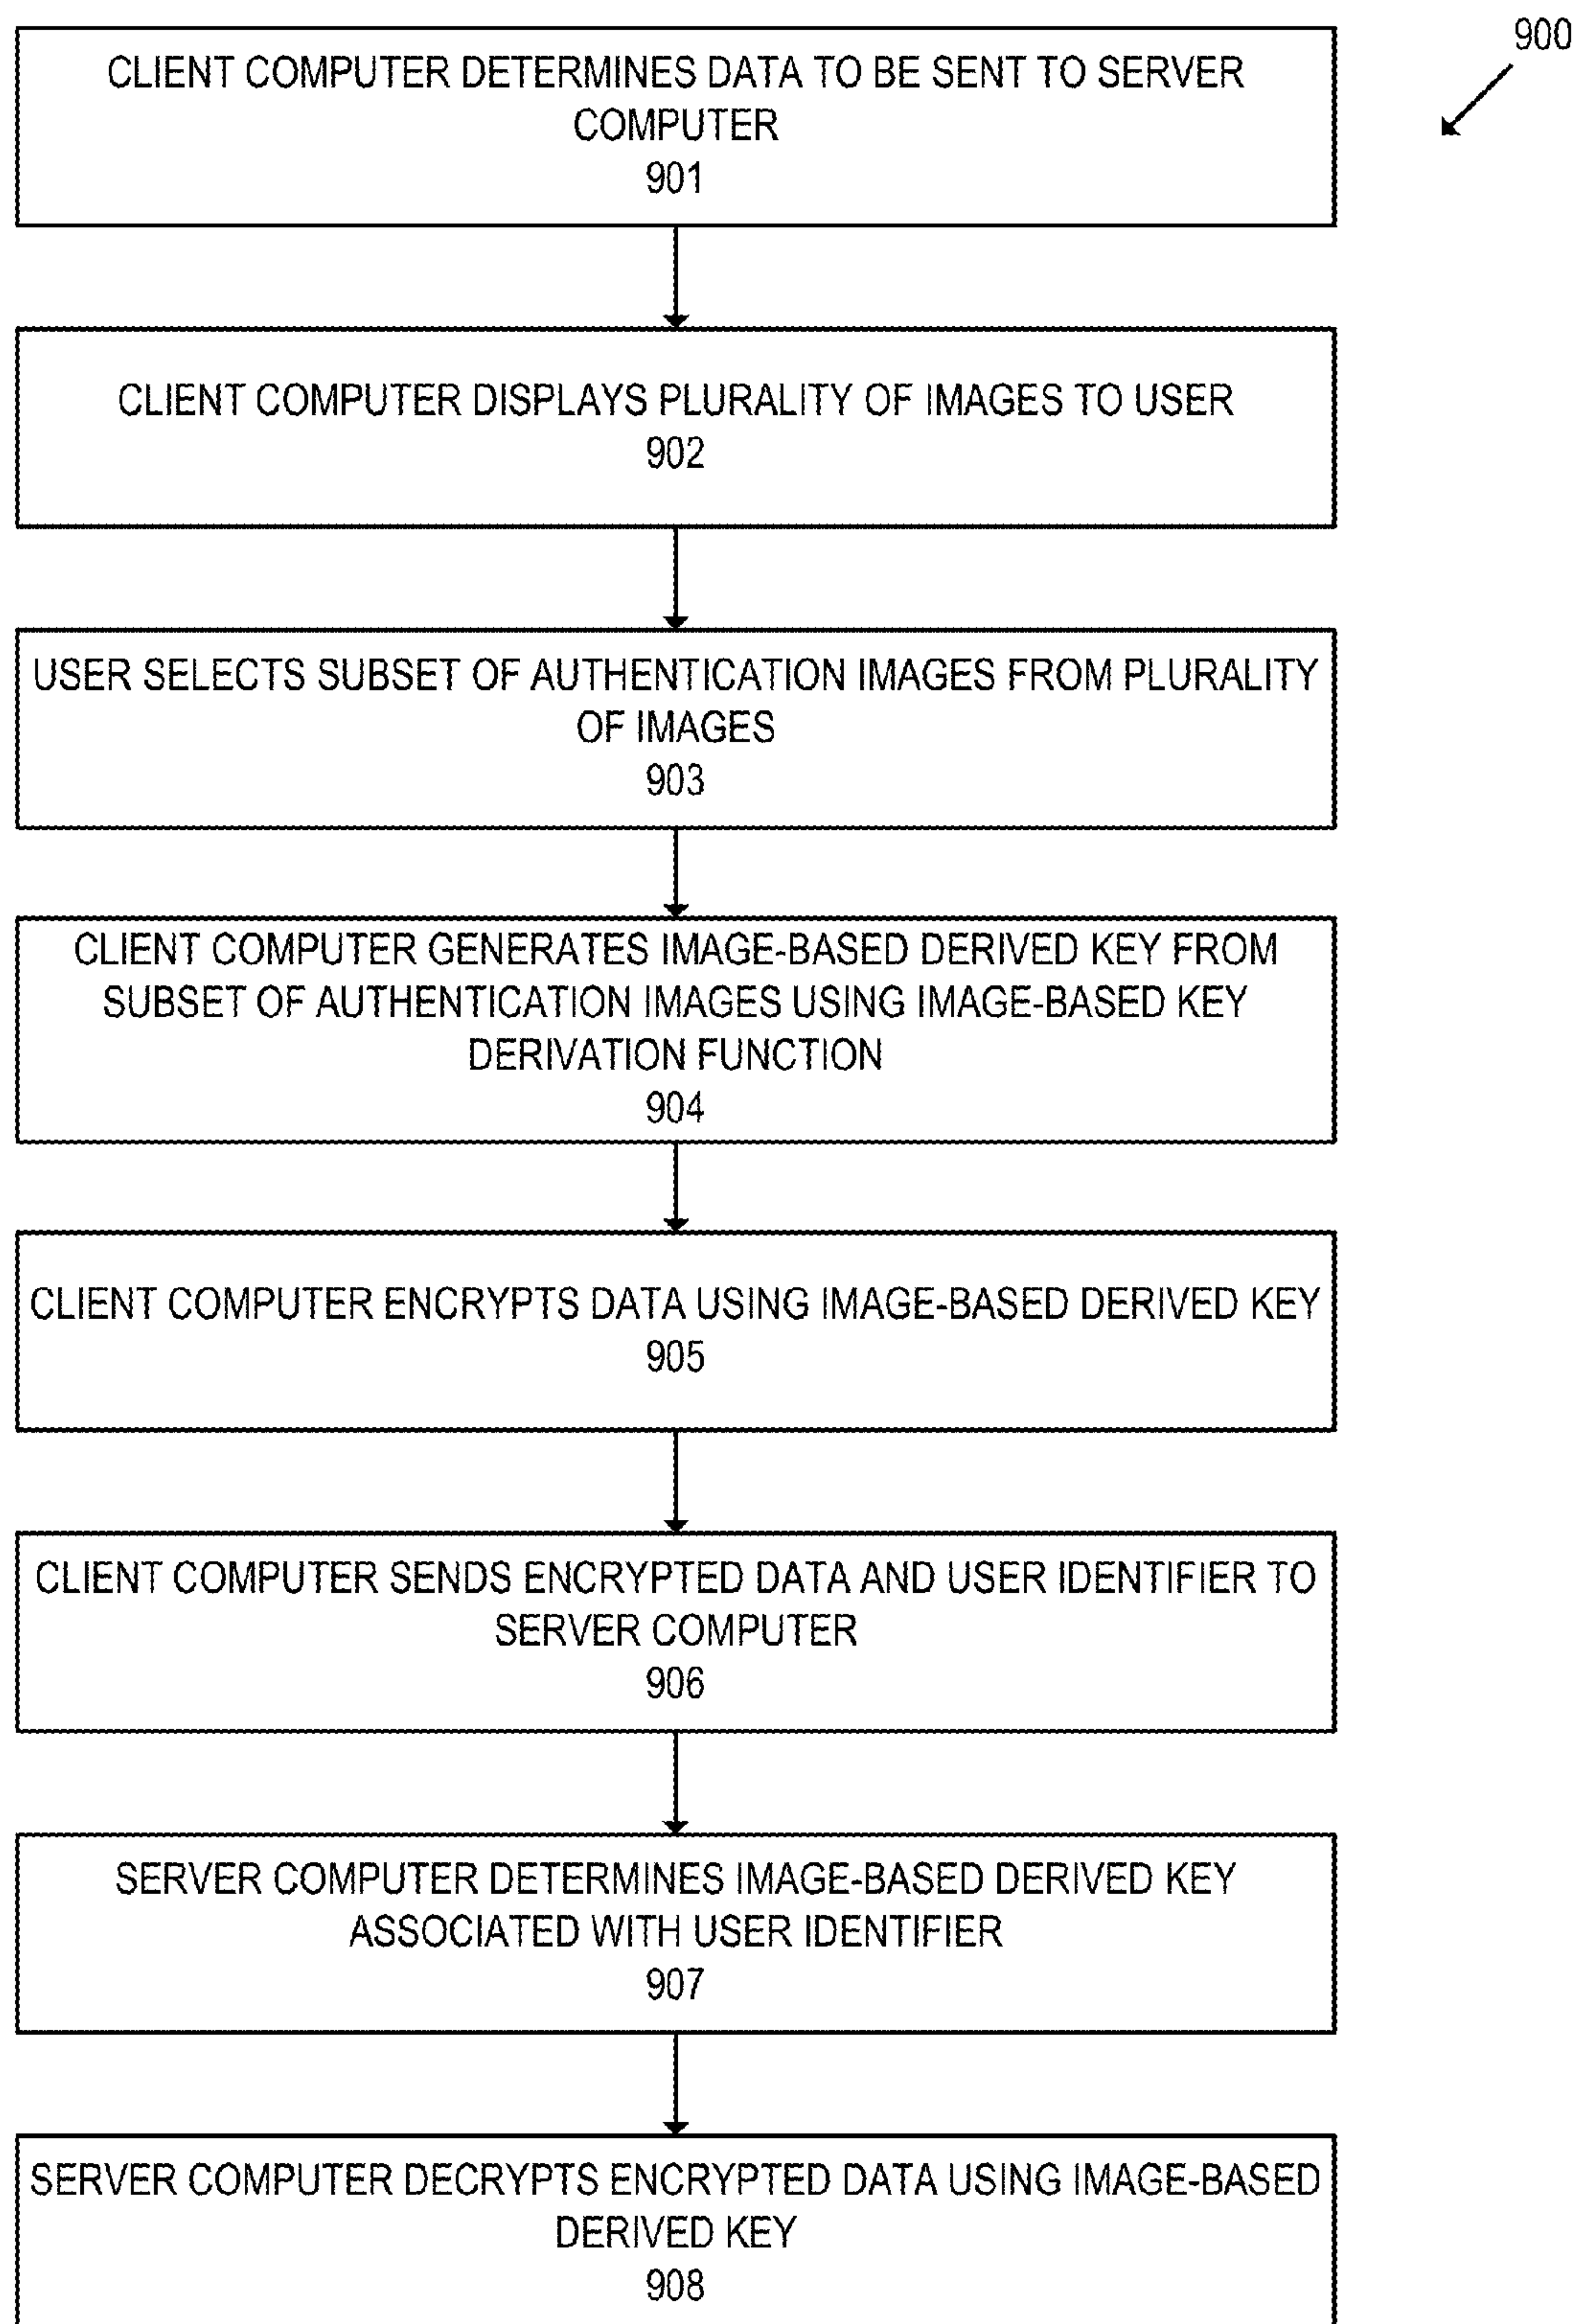 900
CLIENT COMPUTER DETERMINES DATA TO BE SENT TO SERVER
COMPUTER
901
CLIENT COMPUTER DISPLAYS PLURALITY OF IMAGES TO USER
902
USER SELECTS SUBSET OF AUTHENTICATION IMAGES FROM PLURALITY
OF IMAGES
903
CLIENT COMPUTER GENERATES IMAGE-BASED DERIVED KEY FROM
SUBSET OF AUTHENTICATION IMAGES USING IMAGE-BASED KEY
DERIVATION FUNCTION
904
CLIENT COMPUTER ENCRYPTS DATA USING IMAGE-BASED DERIVED KEY
905
CLIENT COMPUTER SENDS ENCRYPTED DATA AND USER IDENTIFIER TO
SERVER COMPUTER
906
SERVER COMPUTER DETERMINES IMAGE-BASED DERIVED KEY
ASSOCIATED WITH USER IDENTIFIER
907
SERVER COMPUTER DECRYPTS ENCRYPTED DATA USING IMAGE-BASED
DERIVED KEY
908